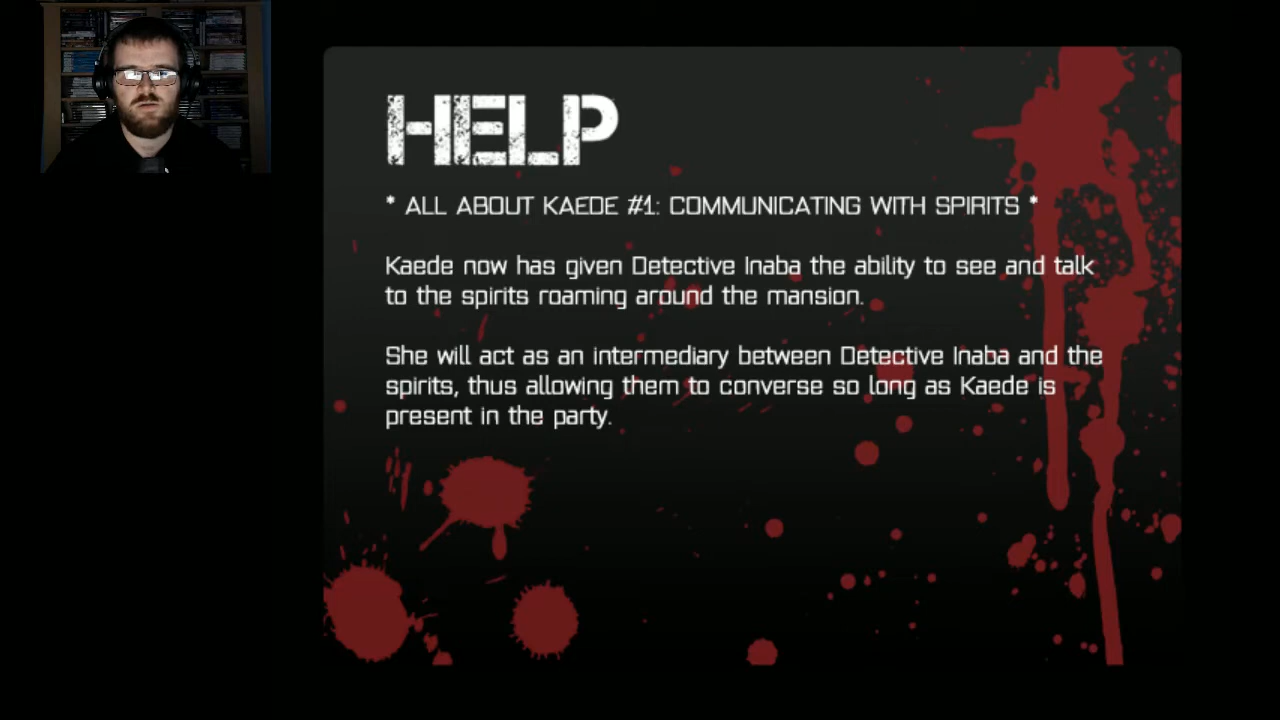 HELP
* ALL ABOUT KAEDE #1: COMMUNICATING WITH SPIRITS *
Kaede now has given Detective Inaba the ability to see and talk
to the spirits roaming around the mansion.
She will act as an intermediary between Detective Inaba and the
spirits, thus allowing them to converse so long as Kaede is
present in the party.